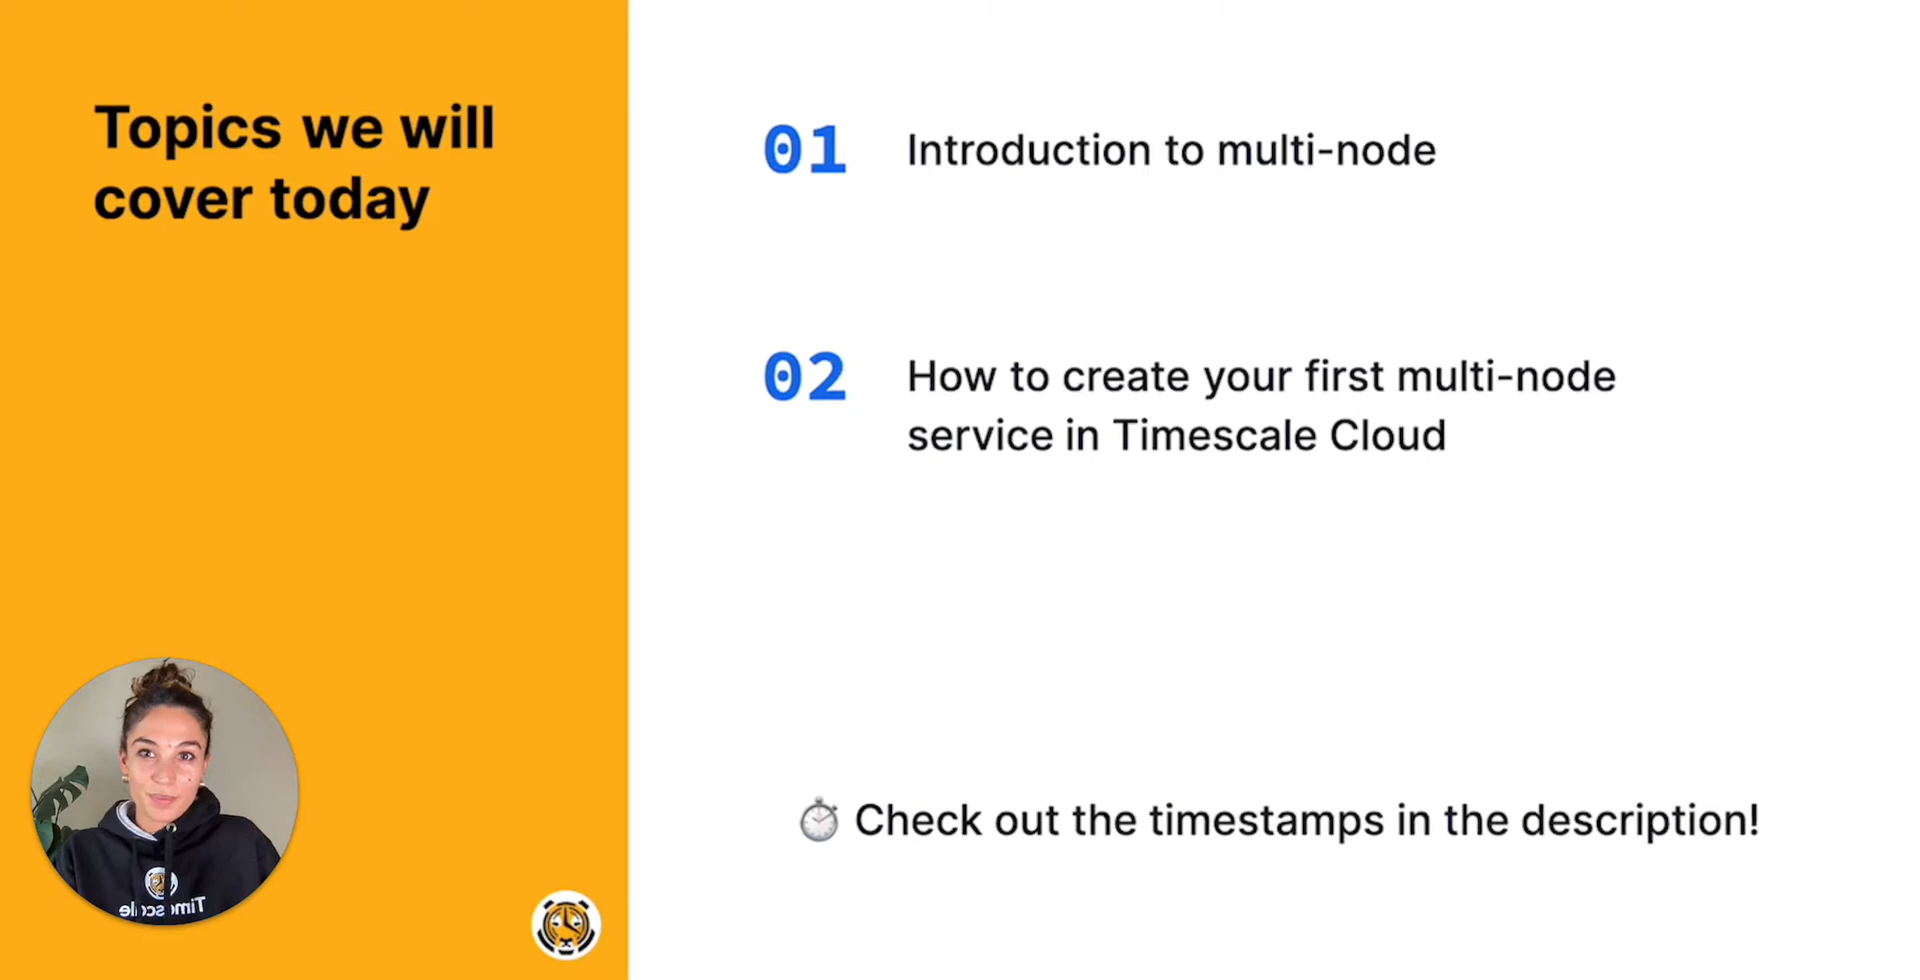 Topics we will
cover today
01 Introduction to multi-node
02 How to create your first multi-node
service in Timescale Cloud
Check out the timestamps in the description!
Timescale